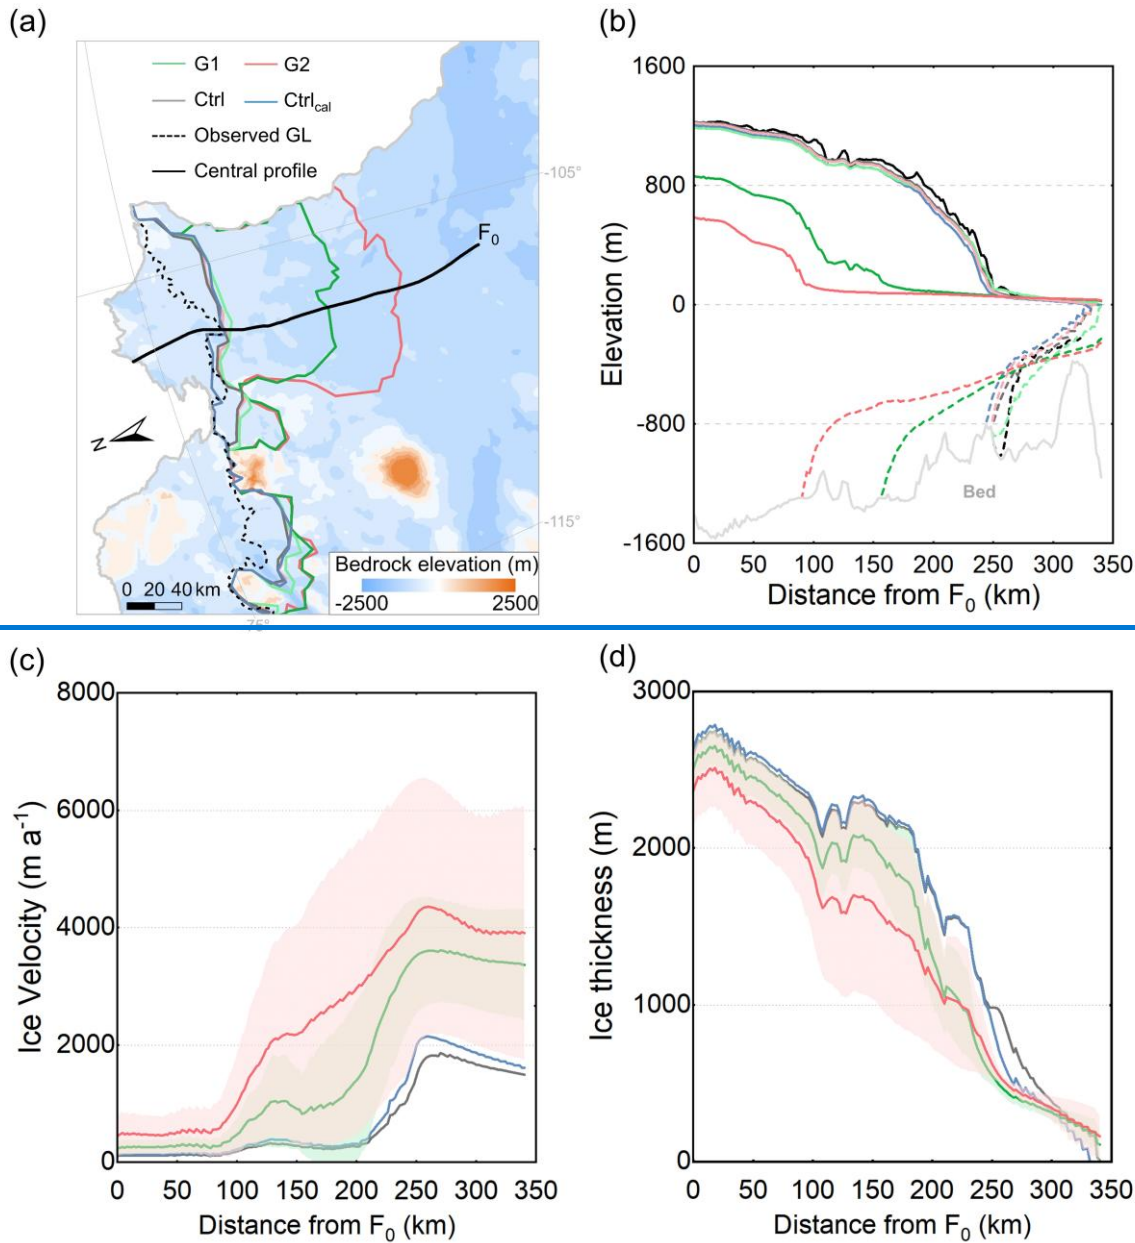 (a)
G1 G2
Ctrl Ctrlcal
Observed GL
Central profile
-105°
F0
N
-115°
0 20 40 km
Bedrock elevation (m)
-2500 2500
75°
(b)
1600
800
0
-800
-1600
Elevation (m)
Bed
0 50 100 150 200 250 300 350
Distance from F0 (km)
(c)
8000
6000
4000
2000
0
Ice Velocity (m a-1)
0 50 100 150 200 250 300 350
Distance from F0 (km)
(d)
3000
2000
1000
0
Ice thickness (m)
0 50 100 150 200 250 300 350
Distance from F0 (km)